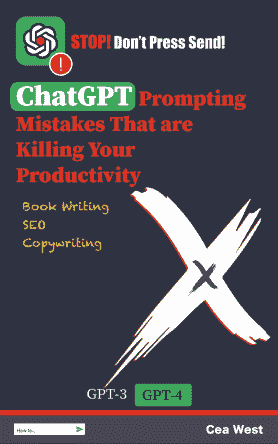 STOP! Don't Press Send!
ChatGPT Prompting
Mistakes That are
Killing Your
Productivity
Book Writing
SEO
Copywriting
GPT-3 GPT-4
Cea West